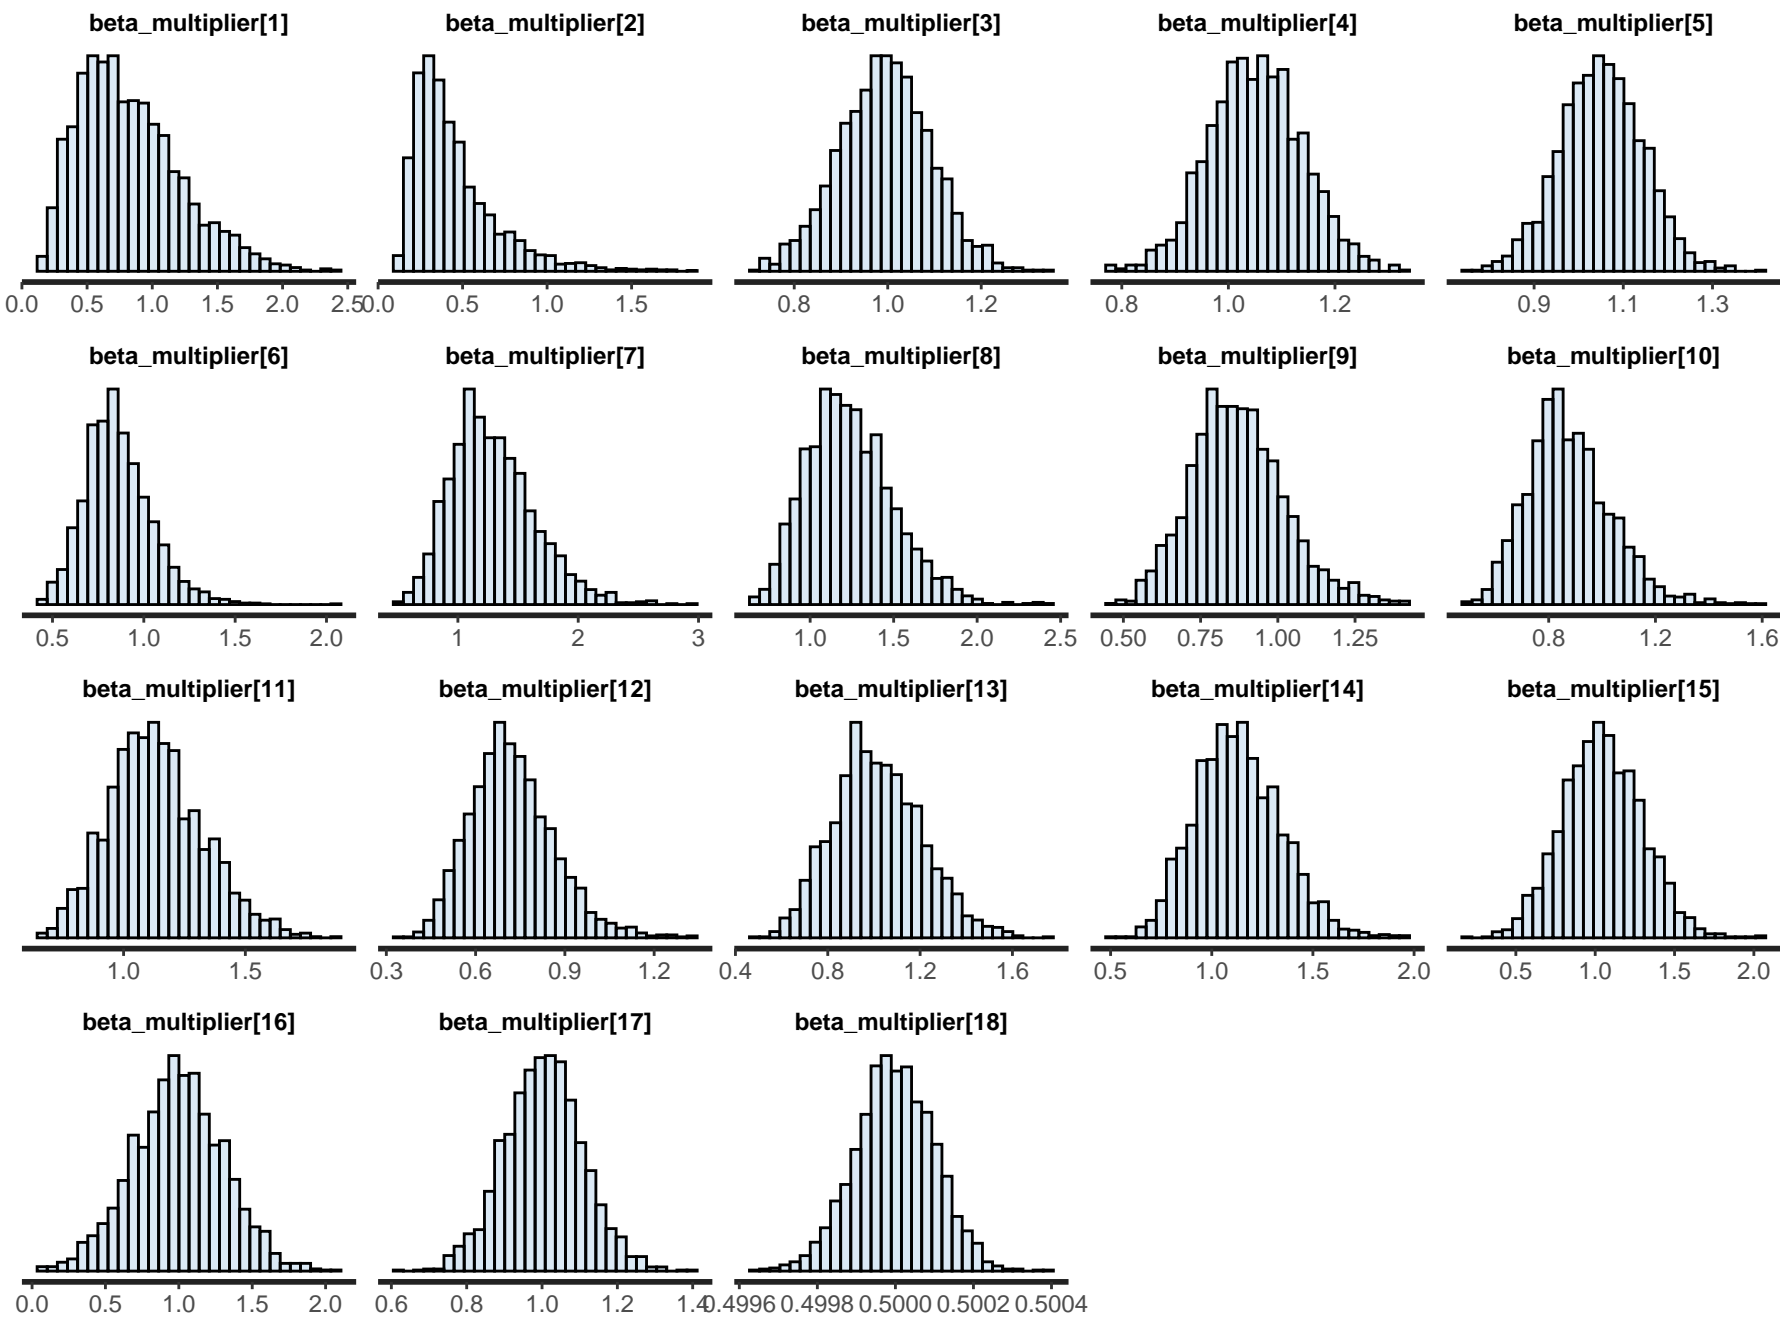 beta_multiplier[1] beta_multiplier[2] beta_multiplier[3] beta_multiplier[4] beta_multiplier[5]
0.0 0.5 1.0 1.5 2.0 2.5 0.0 0.5 1.0 1.5 0.8 1.0 1.2 0.8 1.0 1.2 0.9 1.1 1.3
beta_multiplier[6] beta_multiplier[7] beta_multiplier[8] beta_multiplier[9] beta_multiplier[10]
0.5 1.0 1.5 2.0 1 2 3 1.0 1.5 2.0 2.5 0.50 0.75 1.00 1.25 0.8 1.2 1.6
beta_multiplier[11] beta_multiplier[12] beta_multiplier[13] beta_multiplier[14] beta_multiplier[15]
1.0 1.5 0.3 0.6 0.9 1.2 0.4 0.8 1.2 1.6 0.5 1.0 1.5 2.0 0.5 1.0 1.5 2.0
beta_multiplier[16] beta_multiplier[17] beta_multiplier[18]
0.0 0.5 1.0 1.5 2.0 0.6 0.8 1.0 1.2 1.4 0.4996 0.4998 0.5000 0.5002 0.5004